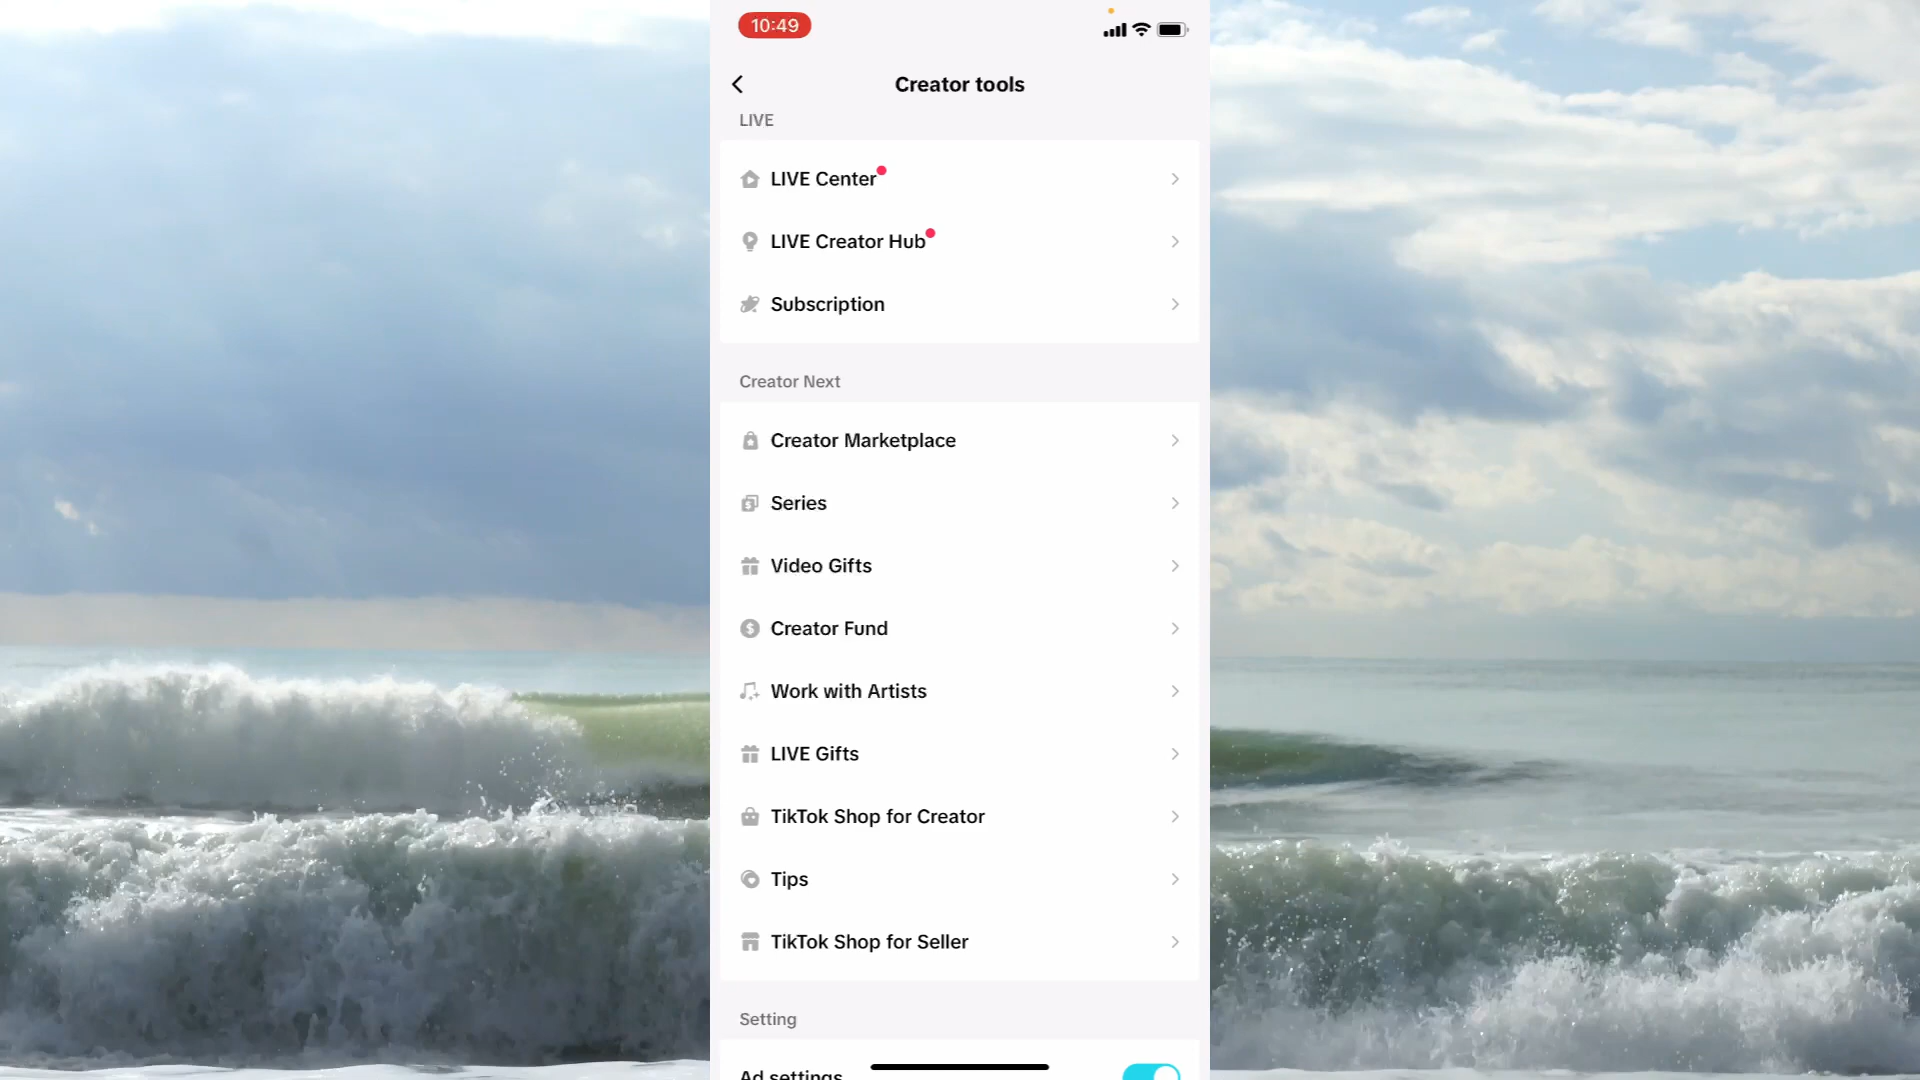 10:49
Creator tools
LIVE
LIVE Center
LIVE Creator Hub
Subscription
Creator Next
Creator Marketplace
Series
Video Gifts
Creator Fund
Work with Artists
LIVE Gifts
TikTok Shop for Creator
Tips
TikTok Shop for Seller
Setting
Ad settings